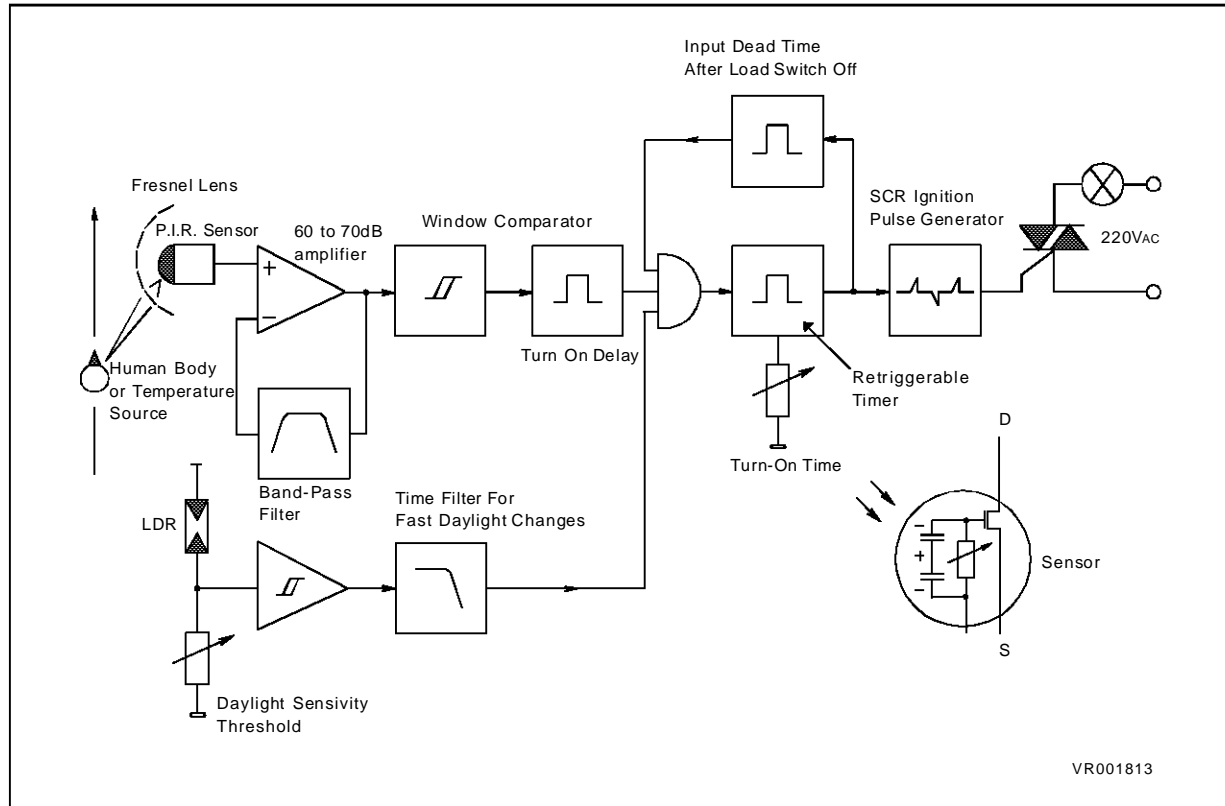 Input Dead Time
After Load Switch Off
Fresnel Lens
P.I.R. Sensor
60 to 70dB
amplifier
Window Comparator
SCR Ignition
Pulse Generator
220VAC
+
−
Turn On Delay
Human Body
or Temperature
Source
Retriggerable
Timer
Turn-On Time
Band-Pass
Filter
LDR
Time Filter For
Fast Daylight Changes
D
−
+
−
Sensor
S
Daylight Sensivity
Threshold
VR001813